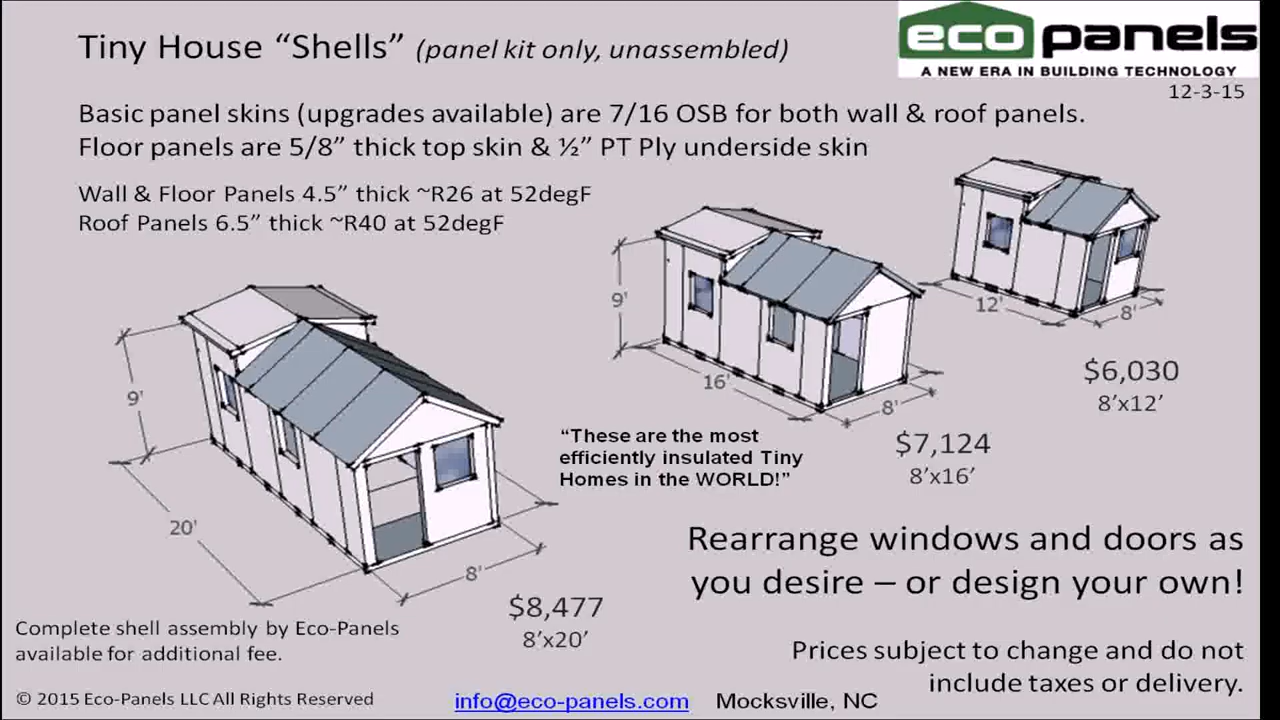 Tiny House “Shells” (panel kit only, unassembled)
eco panels
A NEW ERA IN BUILDING TECHNOLOGY
12-3-15
Basic panel skins (upgrades available) are 7/16 OSB for both wall & roof panels.
Floor panels are 5/8” thick top skin & ½” PT Ply underside skin
Wall & Floor Panels 4.5” thick ~R26 at 52degF
Roof Panels 6.5” thick ~R40 at 52degF
9'
16'
8'
12'
8'
$6,030
8’x12’
$7,124
8’x16’
9'
20'
8'
“These are the most
efficiently insulated Tiny
Homes in the WORLD!”
$8,477
8’x20’
Rearrange windows and doors as
you desire – or design your own!
Complete shell assembly by Eco-Panels
available for additional fee.
Prices subject to change and do not
include taxes or delivery.
© 2015 Eco-Panels LLC All Rights Reserved
info@eco-panels.com
Mocksville, NC